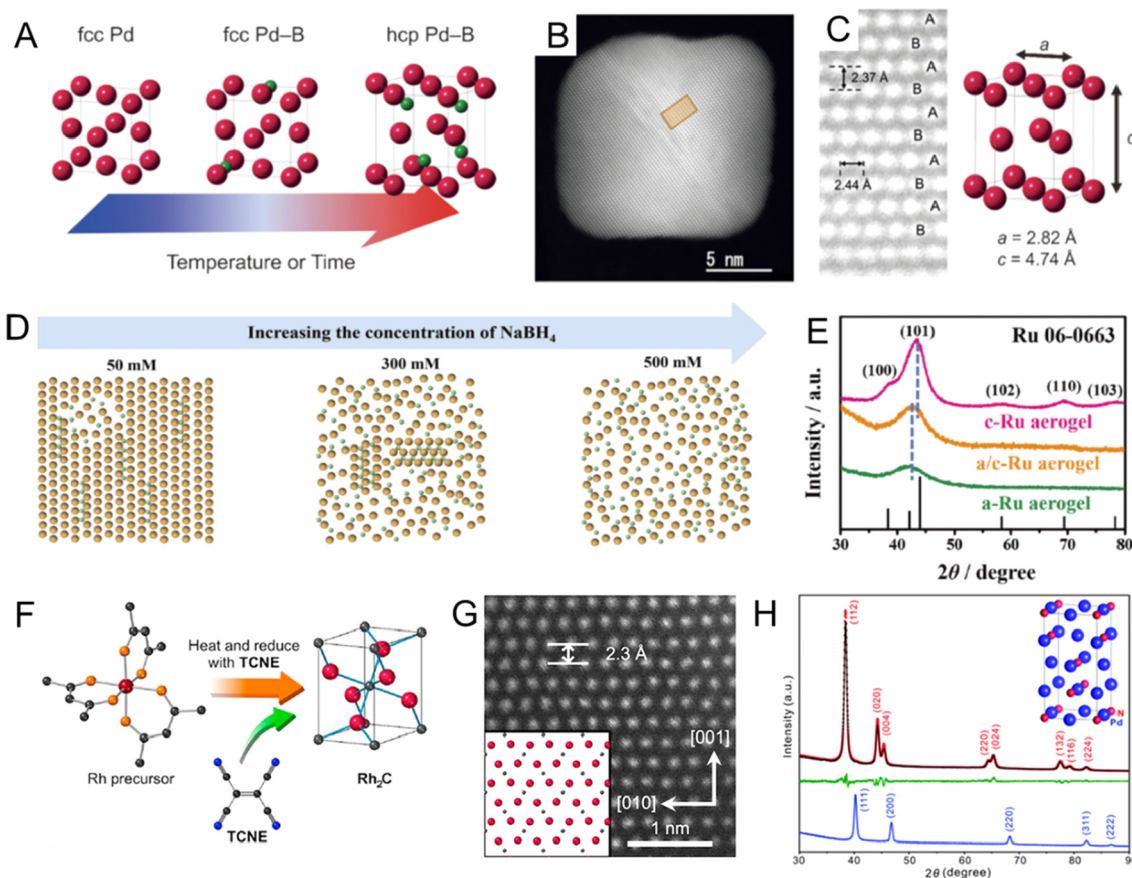 A
fcc Pd
fcc Pd–B
hcp Pd–B
Temperature or Time
B
5 nm
C
A
B
A
B
A
B
A
B
A
B
2.37 Å
2.44 Å
a
c
a = 2.82 Å
c = 4.74 Å
D
Increasing the concentration of NaBH₄
50 mM
300 mM
500 mM
E
Ru 06-0663
(101)
(100)
(102)
(110)
(103)
c-Ru aerogel
a/c-Ru aerogel
a-Ru aerogel
Intensity / a.u.
30
40
50
60
70
80
2θ / degree
F
Heat and reduce
with TCNE
Rh precursor
TCNE
Rh₂C
G
2.3 Å
[001]
[010]
1 nm
H
(112)
(020)
(004)
(220)
(024)
(132)
(116)
(224)
N
Pd
(111)
(200)
(220)
(311)
(222)
Intensity (a.u.)
30
40
50
60
70
80
90
2θ (degree)